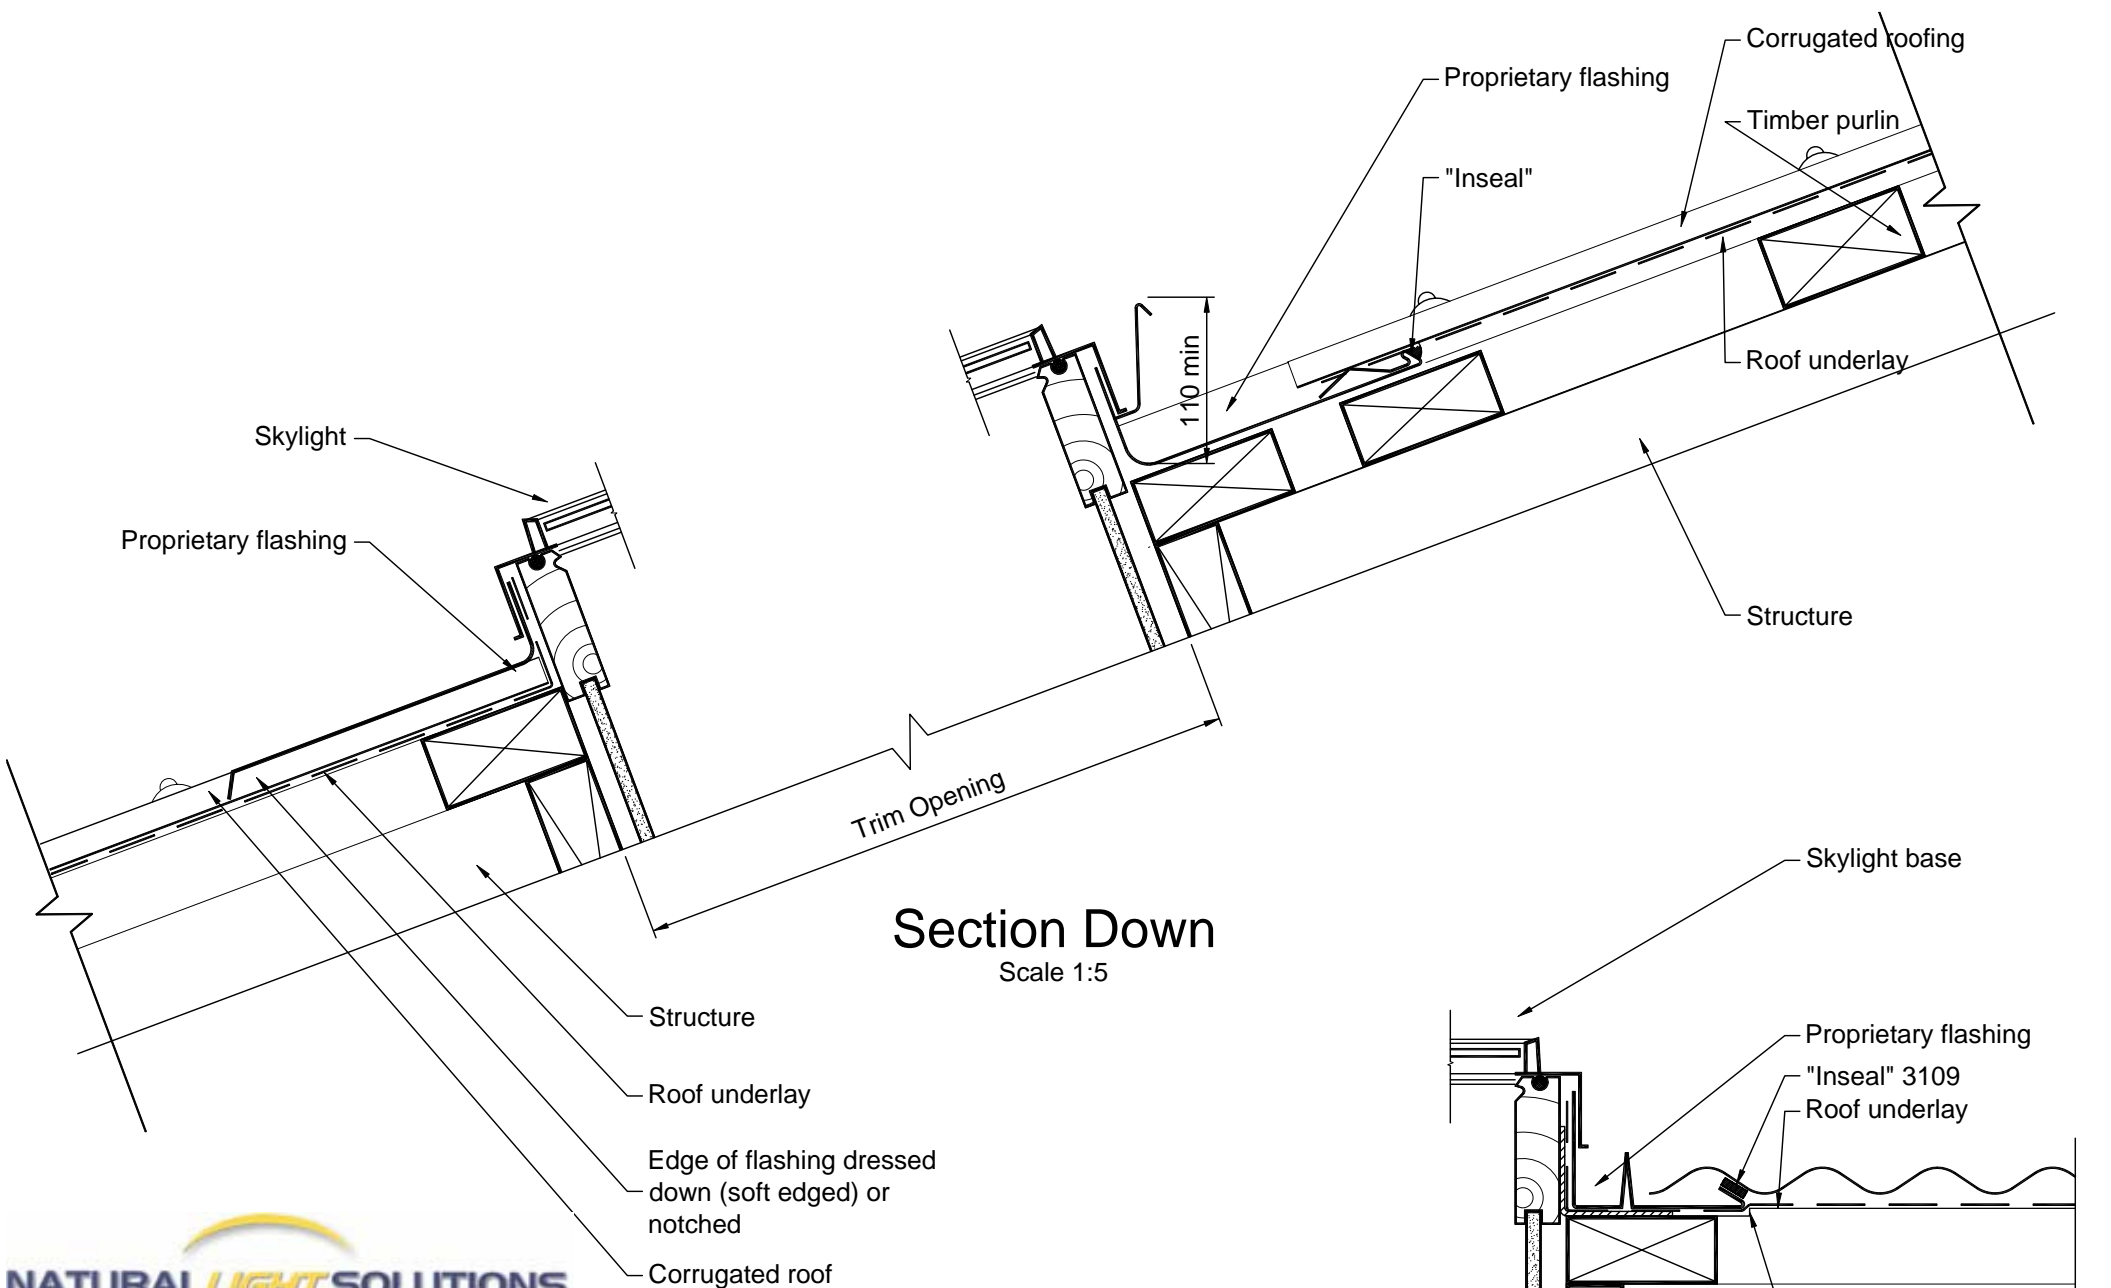 Corrugated roofing
Proprietary flashing
Timber purlin
"Inseal"
110 min
Roof underlay
Skylight
Proprietary flashing
Structure
Trim Opening
Section Down
Scale 1:5
Skylight base
Structure
Proprietary flashing
"Inseal" 3109
Roof underlay
Roof underlay
Edge of flashing dressed
down (soft edged) or
notched
Corrugated roof
NATURAL LIGHT SOLUTIONS